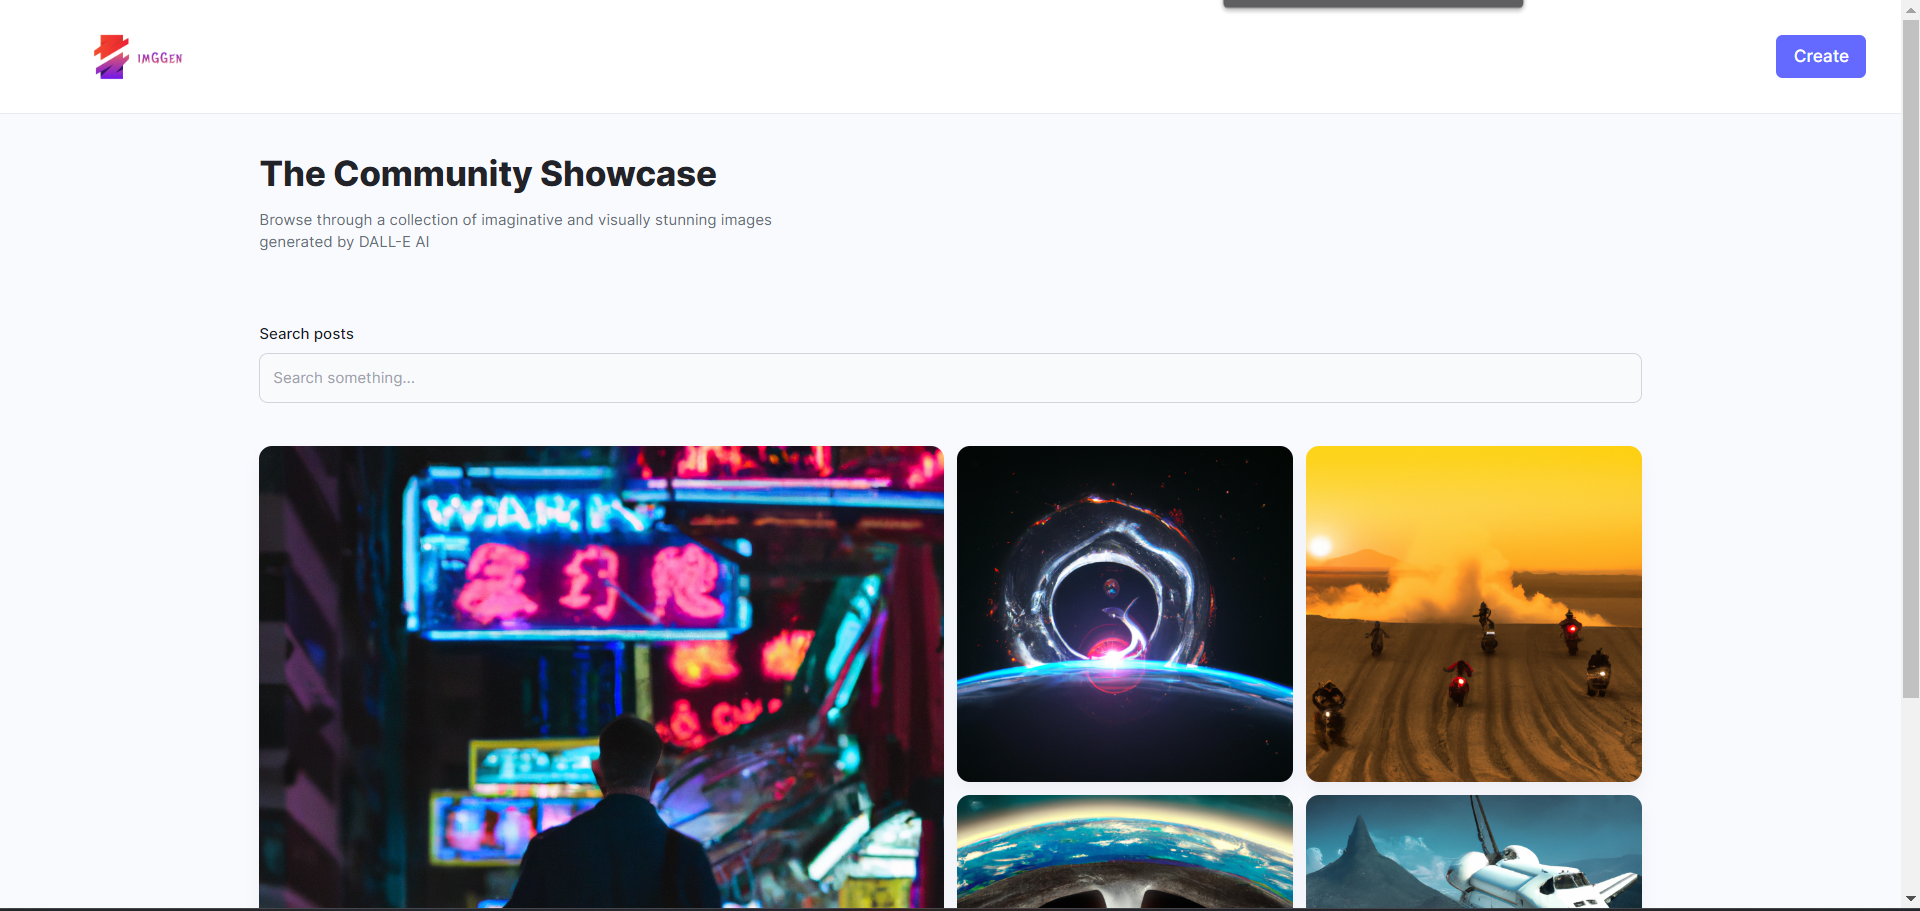 ImGGen
Create
The Community Showcase
Browse through a collection of imaginative and visually stunning images
generated by DALL-E AI
Search posts
Search something...